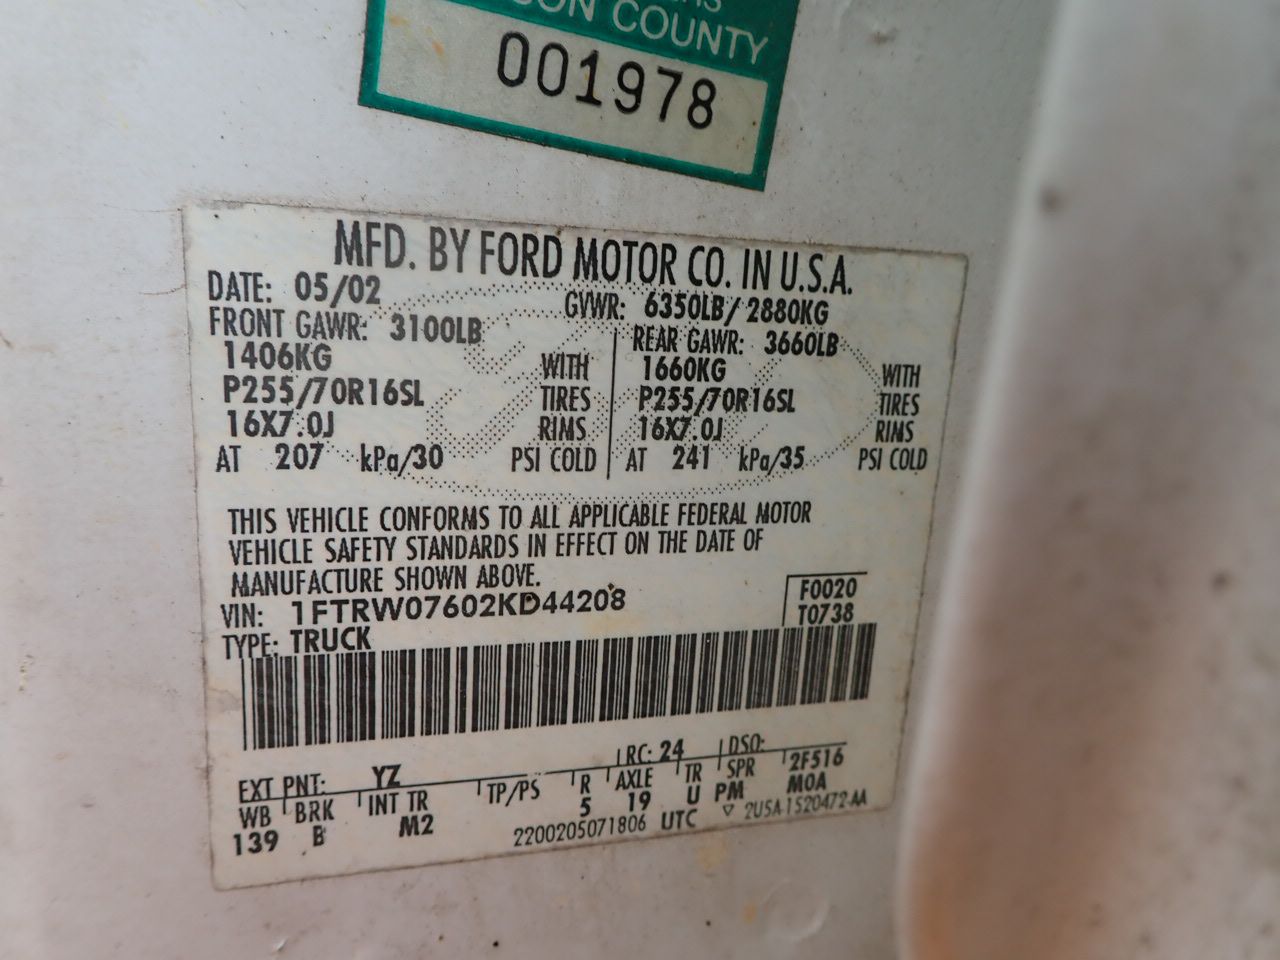 ON COUNTY
001978
MFD. BY FORD MOTOR CO. IN U.S.A.
DATE: 05/02 GVWR: 6350LB/ 2880KG
FRONT GAWR: 3100LB REAR GAWR: 3660LB
1406KG WITH 1660KG WITH
P255/70R16SL TIRES P255/70R16SL TIRES
16X7.0J RIMS 16X7.0J RIMS
AT 207 kPa/30 PSI COLD AT 241 kPa/35 PSI COLD
THIS VEHICLE CONFORMS TO ALL APPLICABLE FEDERAL MOTOR
VEHICLE SAFETY STANDARDS IN EFFECT ON THE DATE OF
MANUFACTURE SHOWN ABOVE.
VIN: 1FTRW07602KD44208 F0020
TYPE: TRUCK T0738
EXT PNT: YZ RC: 24 DSO:
WB BRK INT TR TP/PS R AXLE TR SPR 2F516
139 B M2 5 19 U PM M0A
2200205071806 UTC ▽ 2USA-1520472-AA